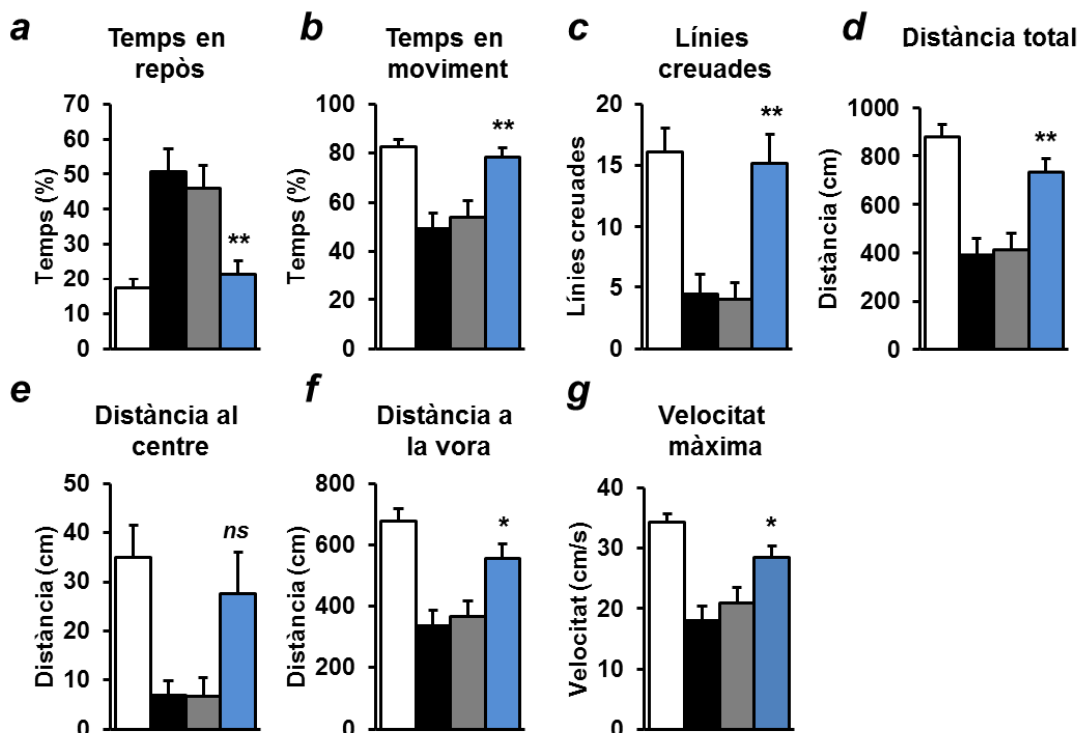 a
Temps en
repòs
Temps (%)
70
60
50
40
30
20
10
0
**
b
Temps en
moviment
Temps (%)
100
80
60
40
20
0
**
c
Línies
creuades
Línies creuades
20
15
10
5
0
**
d
Distància total
Distància (cm)
1000
800
600
400
200
0
**
e
Distància al
centre
Distància (cm)
50
40
30
20
10
0
ns
f
Distància a
la vora
Distància (cm)
800
600
400
200
0
*
g
Velocitat
màxima
Velocitat (cm/s)
40
30
20
10
0
*